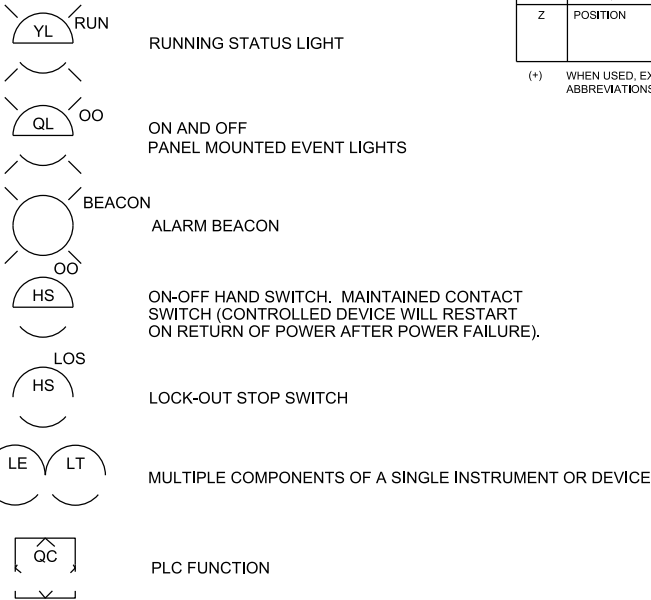 YL RUN
RUNNING STATUS LIGHT
Z POSITION
(+) WHEN USED, EX
ABBREVIATIONS
QL OO
ON AND OFF
PANEL MOUNTED EVENT LIGHTS
BEACON
ALARM BEACON
OO
HS
ON-OFF HAND SWITCH. MAINTAINED CONTACT
SWITCH (CONTROLLED DEVICE WILL RESTART
ON RETURN OF POWER AFTER POWER FAILURE).
LOS
HS
LOCK-OUT STOP SWITCH
LE LT
MULTIPLE COMPONENTS OF A SINGLE INSTRUMENT OR DEVICE
QC
PLC FUNCTION